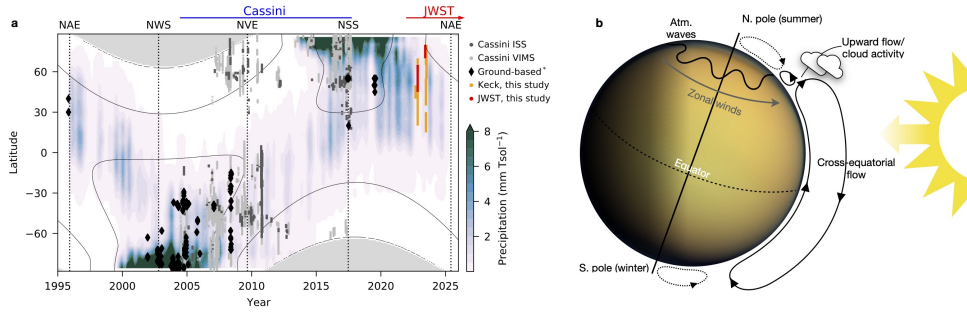 a
Cassini
JWST
NAE
NWS
NVE
NSS
NAE
Latitude
60
30
0
−30
−60
1995
2000
2005
2010
2015
2020
2025
Year
Cassini ISS
Cassini VIMS
Ground-based*
Keck, this study
JWST, this study
8
6
4
2
Precipitation (mm Tsol−1)
b
Atm.
waves
N. pole (summer)
Upward flow/
cloud activity
Zonal winds
Equator
Cross-equatorial
flow
S. pole (winter)